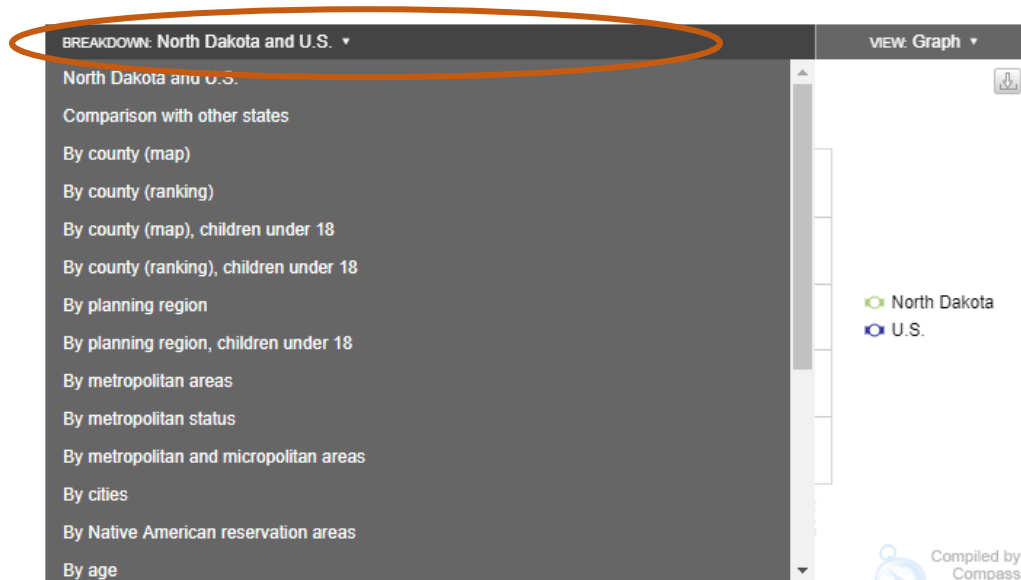 BREAKDOWN: North Dakota and U.S. ▾
VIEW: Graph ▾
North Dakota and U.S.
Comparison with other states
By county (map)
By county (ranking)
By county (map), children under 18
By county (ranking), children under 18
By planning region
By planning region, children under 18
By metropolitan areas
By metropolitan status
By metropolitan and micropolitan areas
By cities
By Native American reservation areas
By age
North Dakota
U.S.
Compiled by
Compass